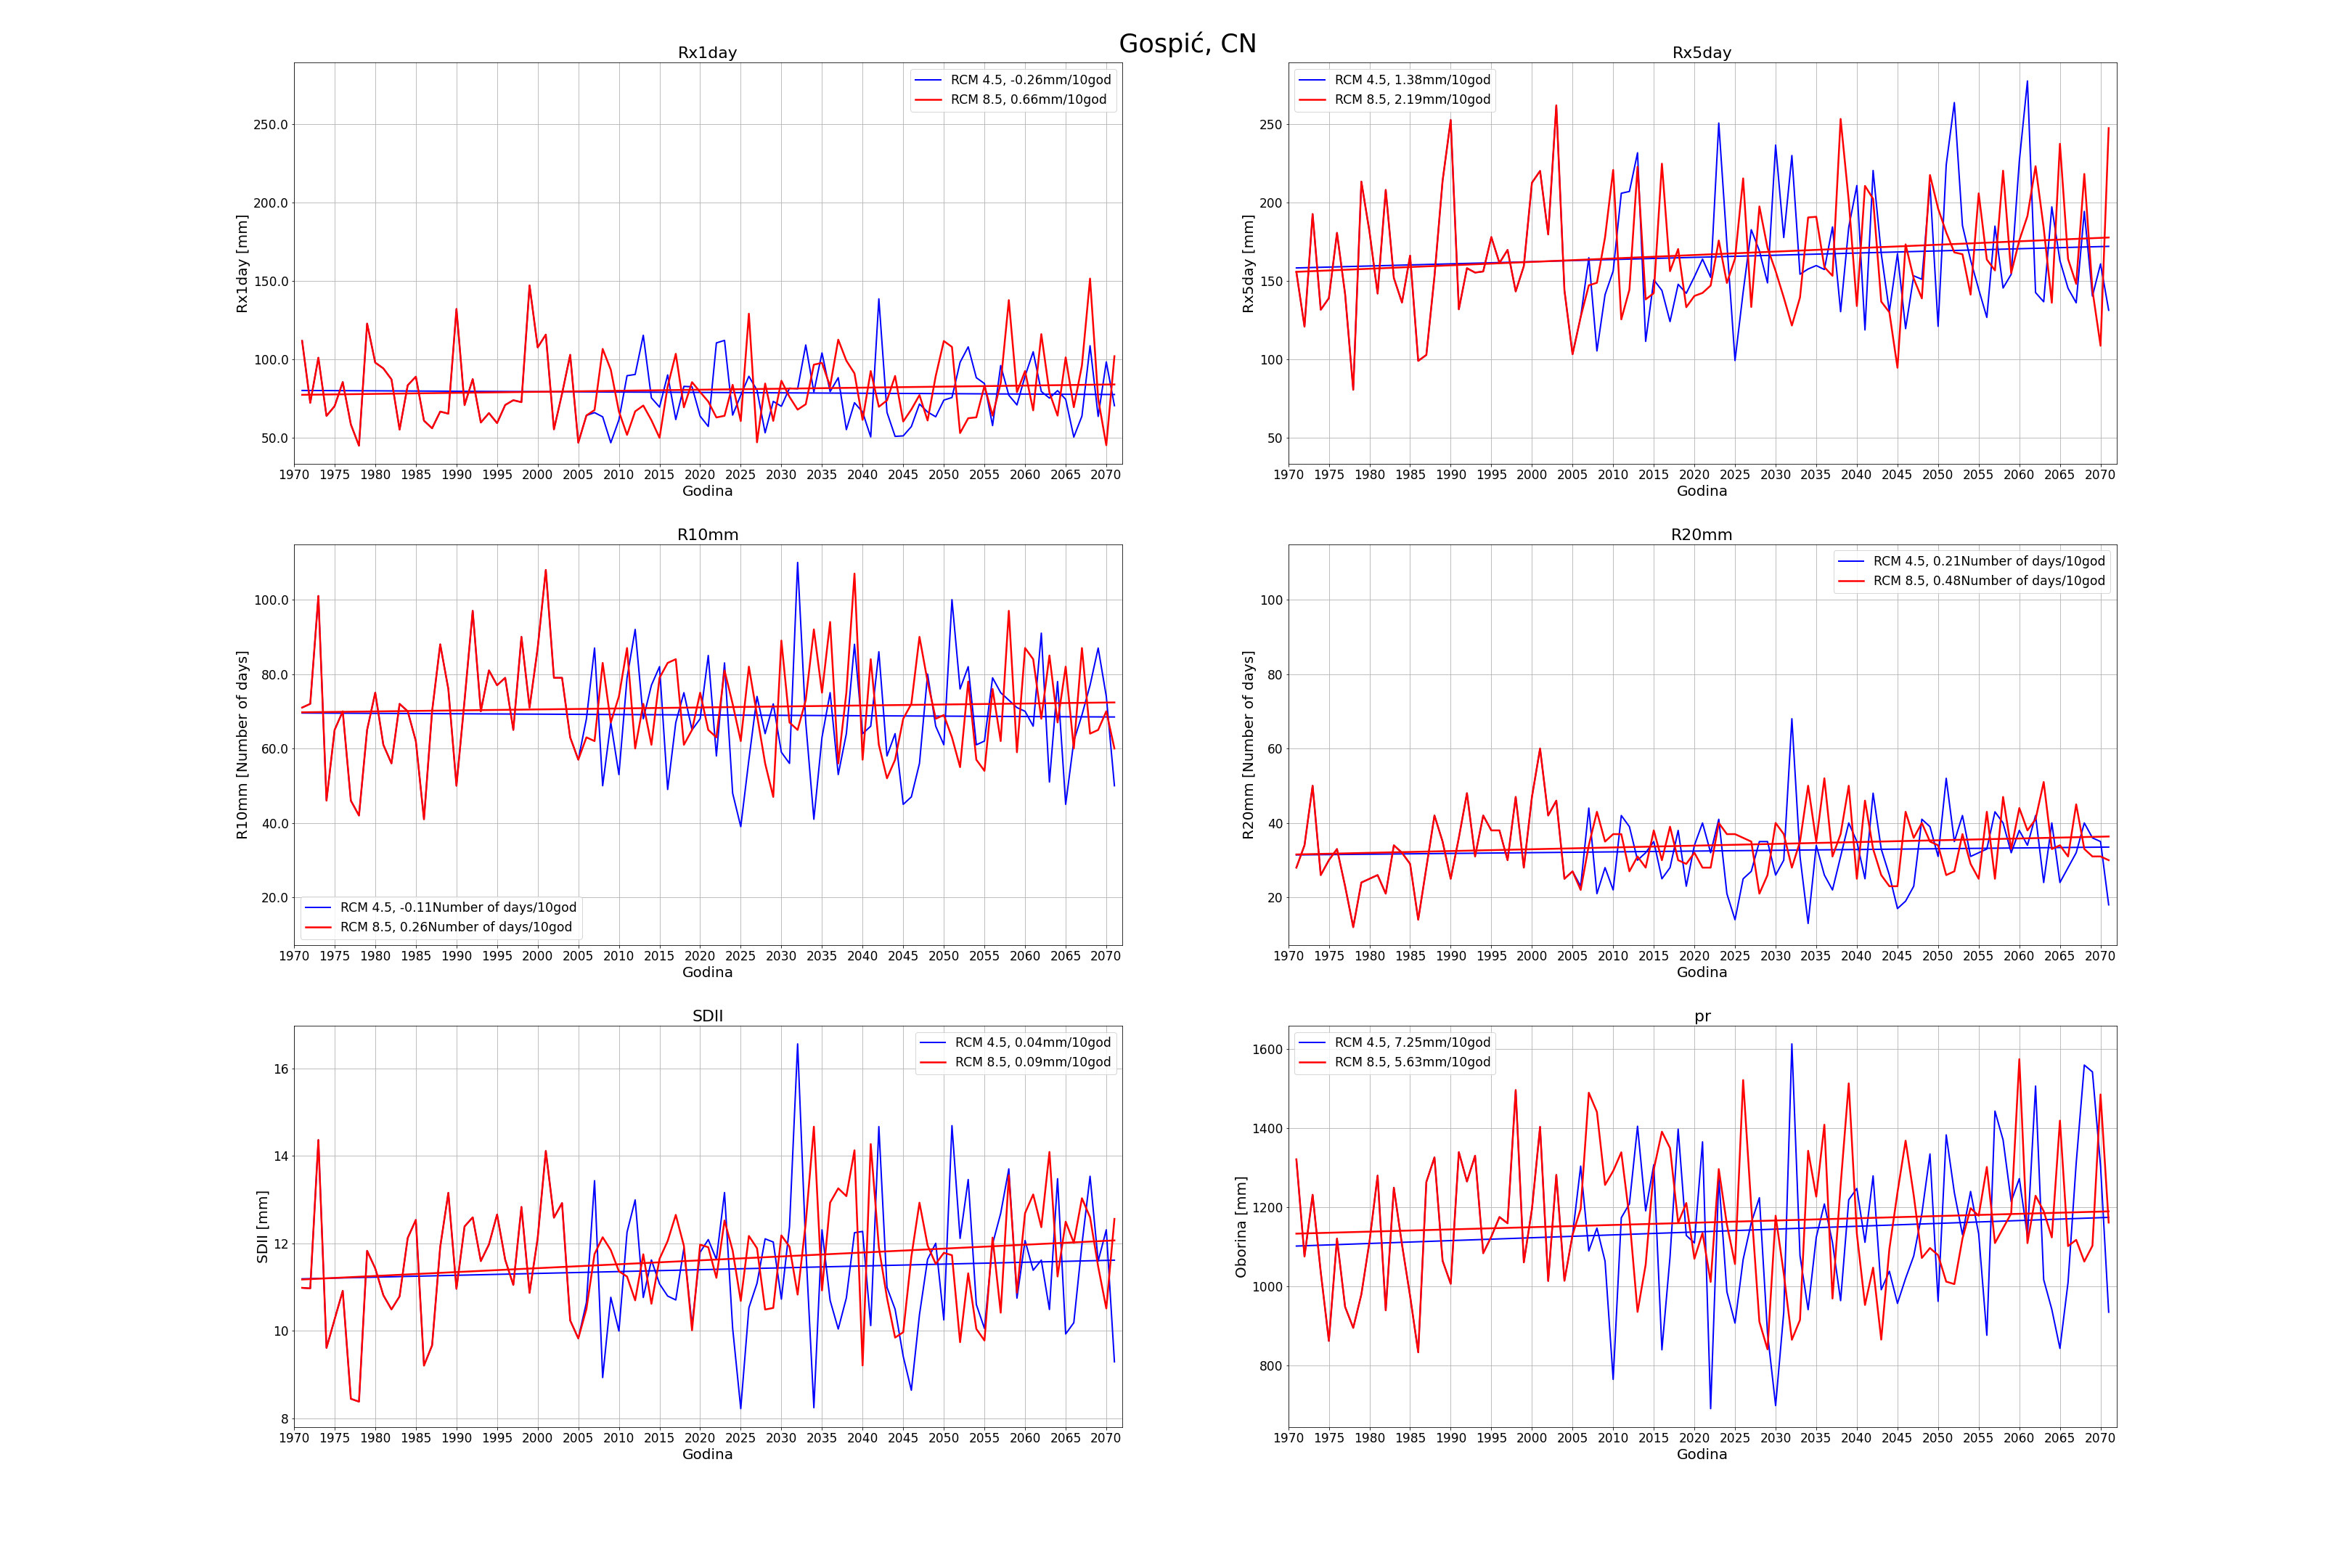 Gospić, CN
Rx1day
RCM 4.5, -0.26mm/10god
RCM 8.5, 0.66mm/10god
Rx1day [mm]
250.0
200.0
150.0
100.0
50.0
1970 1975 1980 1985 1990 1995 2000 2005 2010 2015 2020 2025 2030 2035 2040 2045 2050 2055 2060 2065 2070
Godina
Rx5day
RCM 4.5, 1.38mm/10god
RCM 8.5, 2.19mm/10god
Rx5day [mm]
250
200
150
100
50
1970 1975 1980 1985 1990 1995 2000 2005 2010 2015 2020 2025 2030 2035 2040 2045 2050 2055 2060 2065 2070
Godina
R10mm
R10mm [Number of days]
100.0
80.0
60.0
40.0
20.0
RCM 4.5, -0.11Number of days/10god
RCM 8.5, 0.26Number of days/10god
1970 1975 1980 1985 1990 1995 2000 2005 2010 2015 2020 2025 2030 2035 2040 2045 2050 2055 2060 2065 2070
Godina
R20mm
RCM 4.5, 0.21Number of days/10god
RCM 8.5, 0.48Number of days/10god
R20mm [Number of days]
100
80
60
40
20
1970 1975 1980 1985 1990 1995 2000 2005 2010 2015 2020 2025 2030 2035 2040 2045 2050 2055 2060 2065 2070
Godina
SDII
RCM 4.5, 0.04mm/10god
RCM 8.5, 0.09mm/10god
SDII [mm]
16
14
12
10
8
1970 1975 1980 1985 1990 1995 2000 2005 2010 2015 2020 2025 2030 2035 2040 2045 2050 2055 2060 2065 2070
Godina
pr
RCM 4.5, 7.25mm/10god
RCM 8.5, 5.63mm/10god
Oborina [mm]
1600
1400
1200
1000
800
1970 1975 1980 1985 1990 1995 2000 2005 2010 2015 2020 2025 2030 2035 2040 2045 2050 2055 2060 2065 2070
Godina